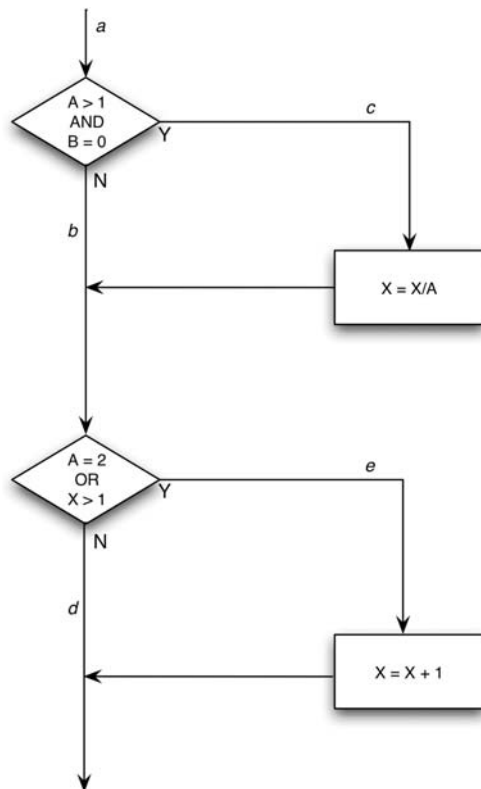 a
A > 1
AND
B = 0
Y
c
N
b
X = X/A
A = 2
OR
X > 1
Y
e
N
d
X = X + 1